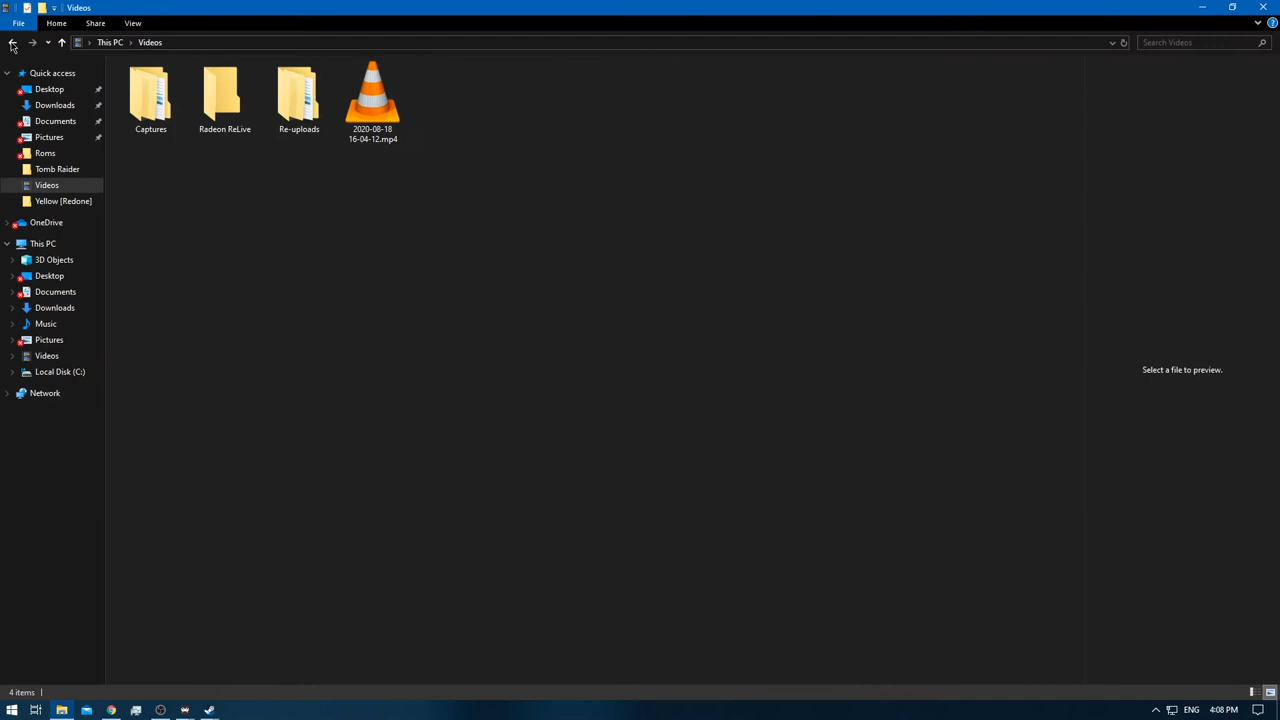 Videos
File Home Share View
This PC Videos Search Videos
Quick access
Desktop
Downloads
Documents
Pictures
Roms
Tomb Raider
Videos
Yellow [Redone]
OneDrive
This PC
3D Objects
Desktop
Documents
Downloads
Music
Pictures
Videos
Local Disk (C:)
Network
Captures
Radeon ReLive
Re-uploads
2020-08-18
16-04-12.mp4
Select a file to preview.
4 items
ENG 4:08 PM